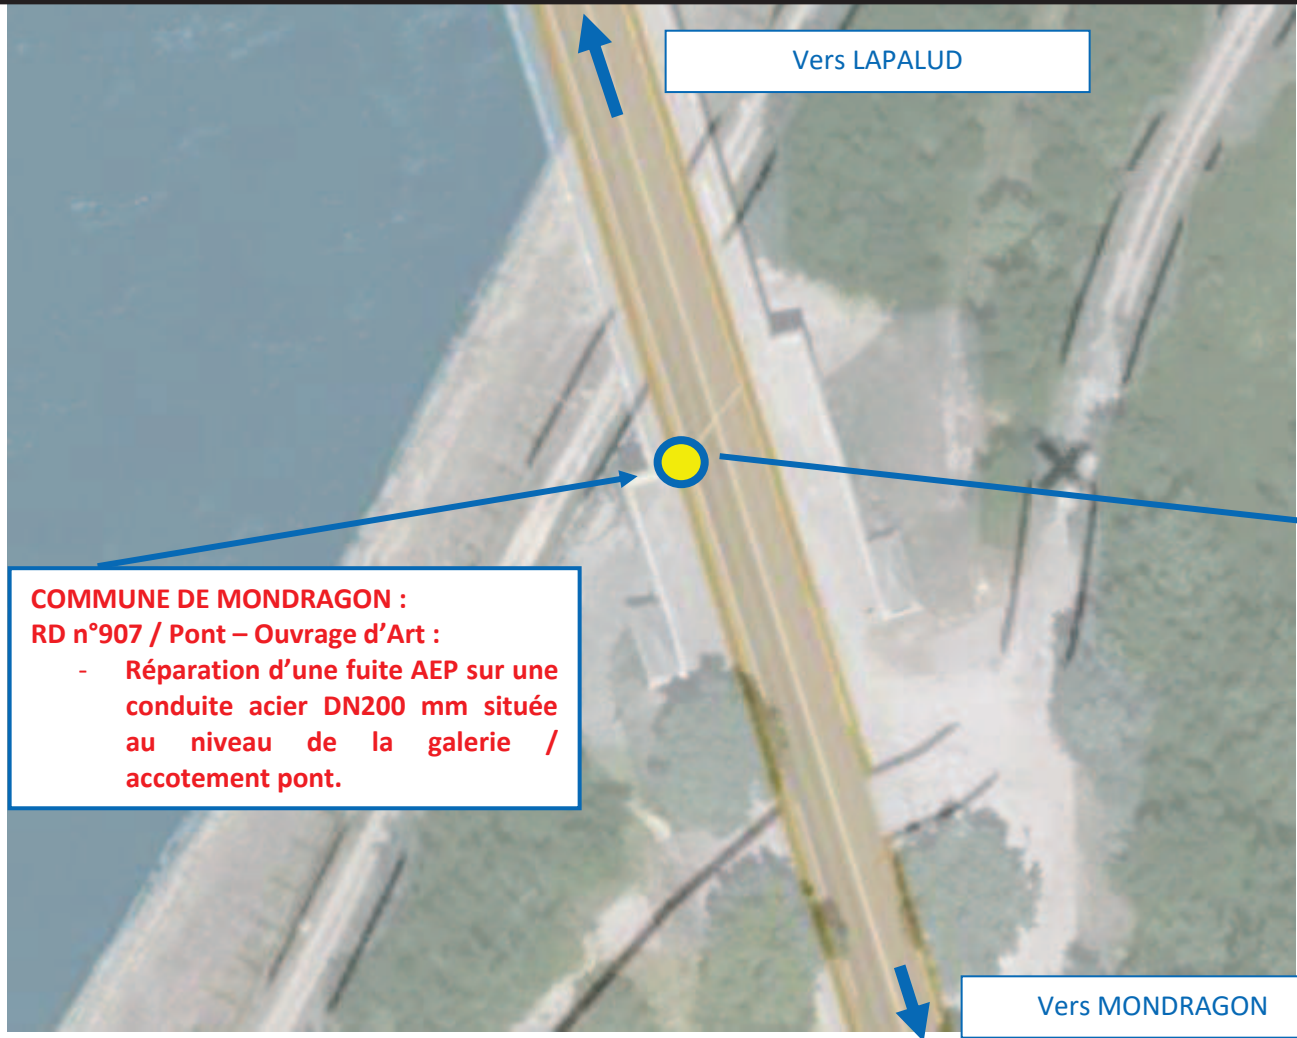 Vers LAPALUD
COMMUNE DE MONDRAGON :
RD n°907 / Pont – Ouvrage d’Art :
- Réparation d’une fuite AEP sur une
conduite acier DN200 mm située
au niveau de la galerie /
accotement pont.
Vers MONDRAGON